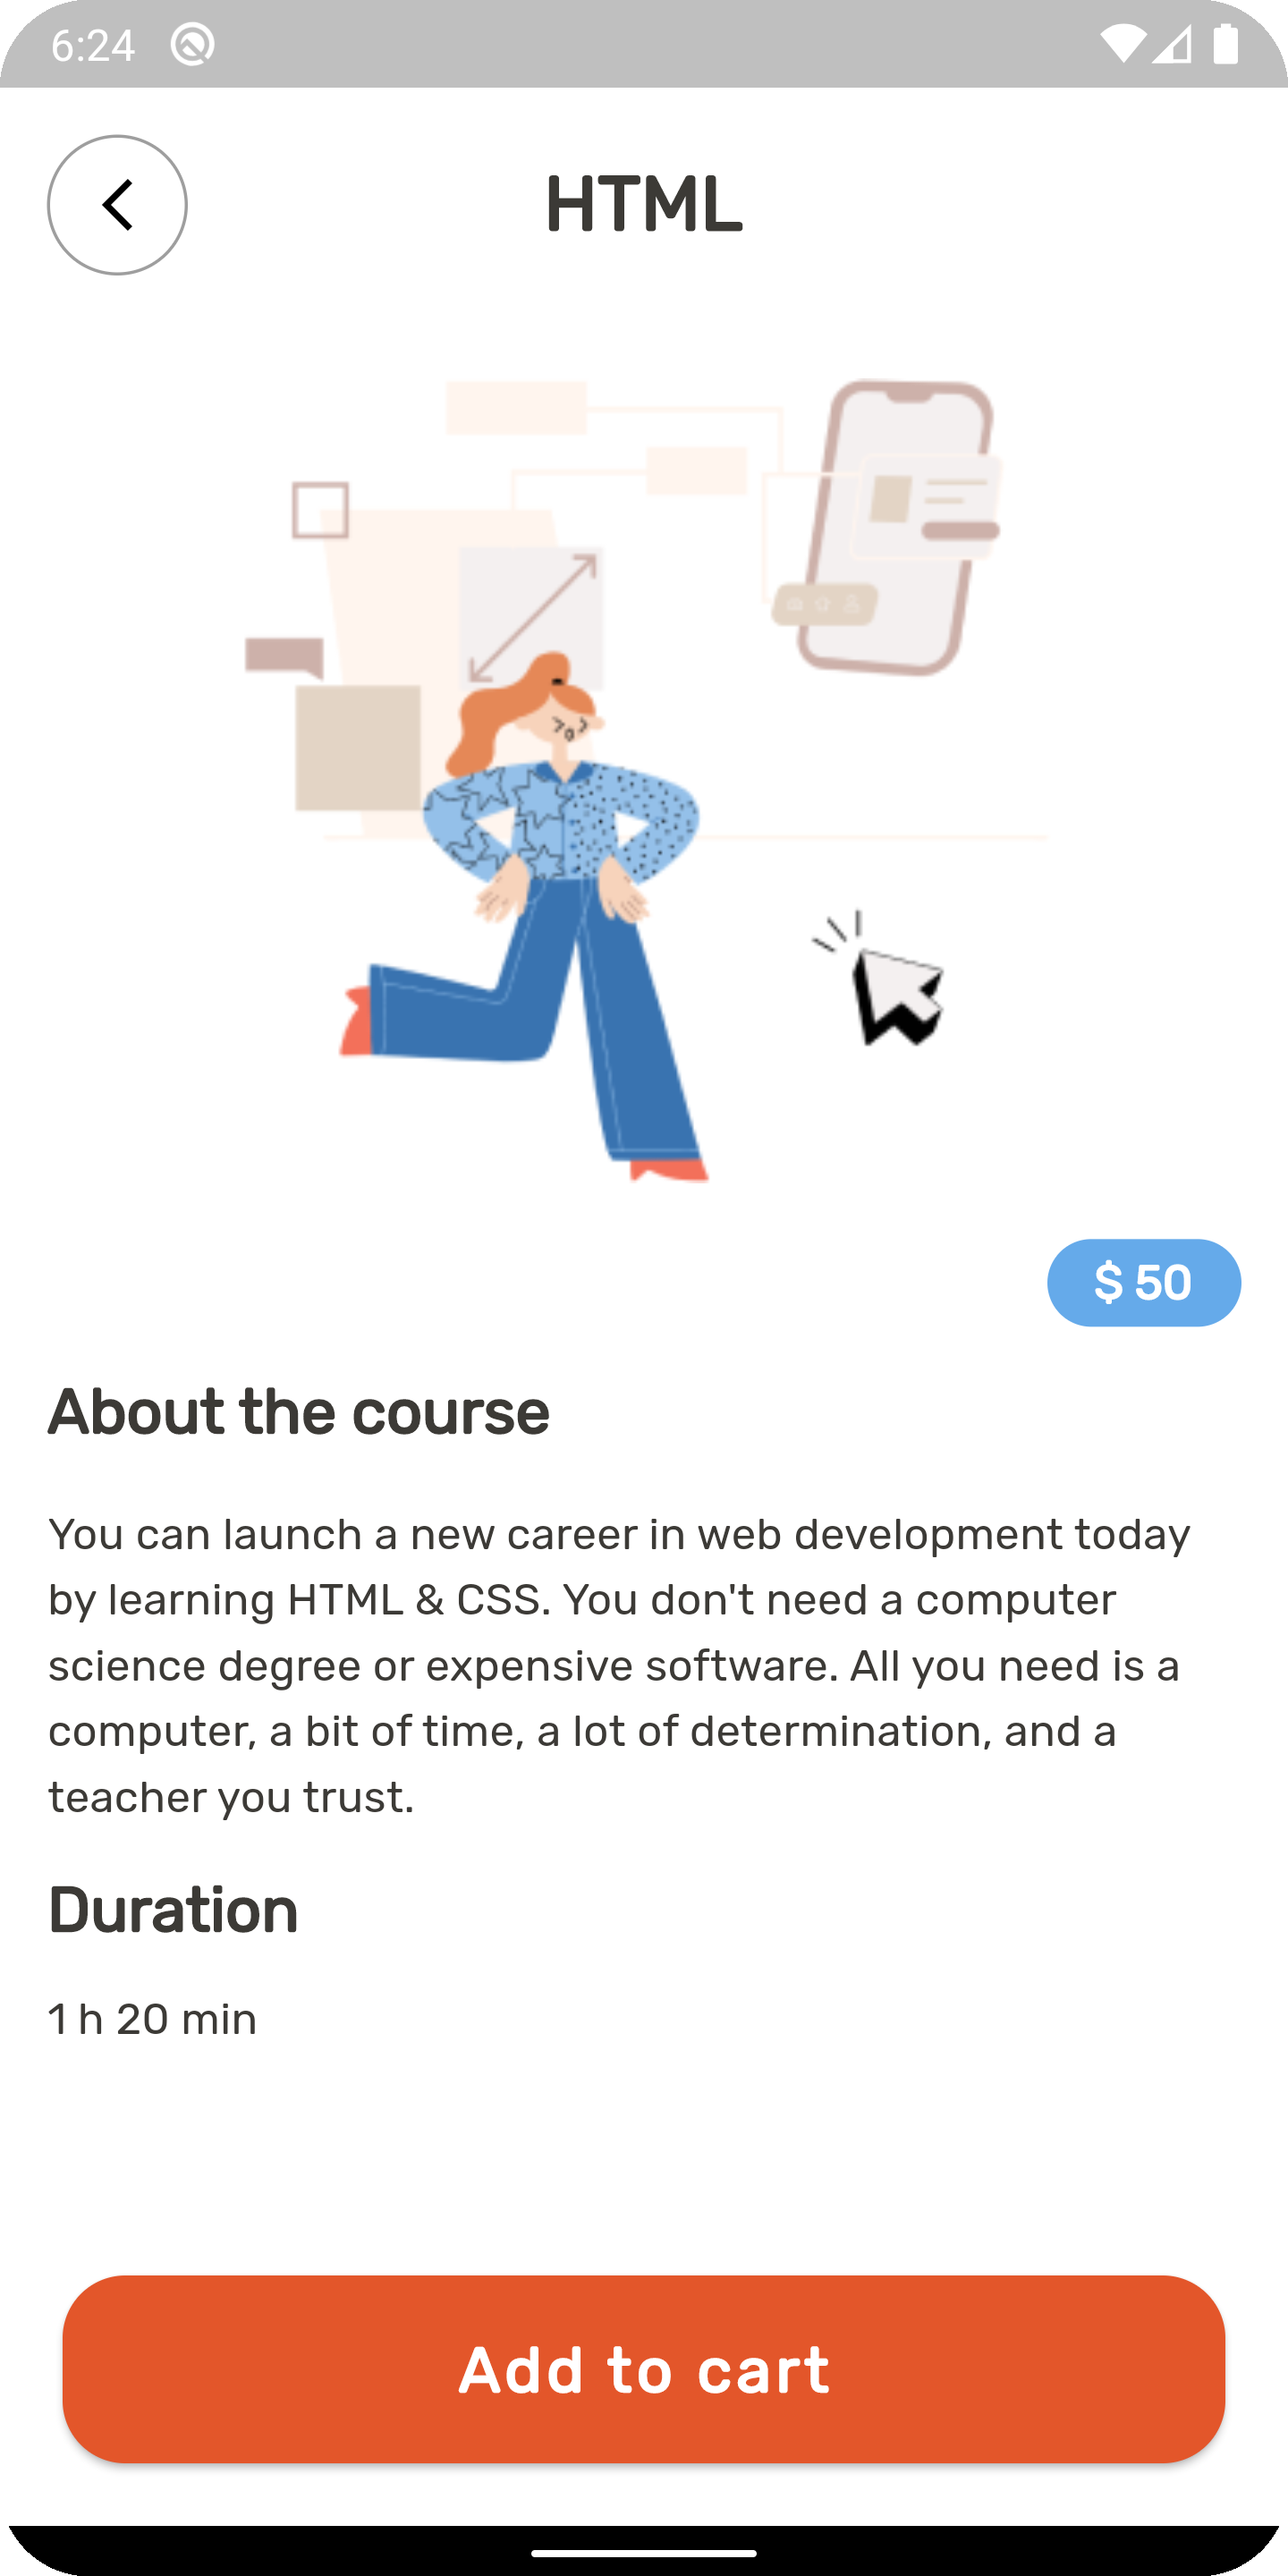 6:24
HTML
$ 50
About the course
You can launch a new career in web development today
by learning HTML & CSS. You don't need a computer
science degree or expensive software. All you need is a
computer, a bit of time, a lot of determination, and a
teacher you trust.
Duration
1 h 20 min
Add to cart